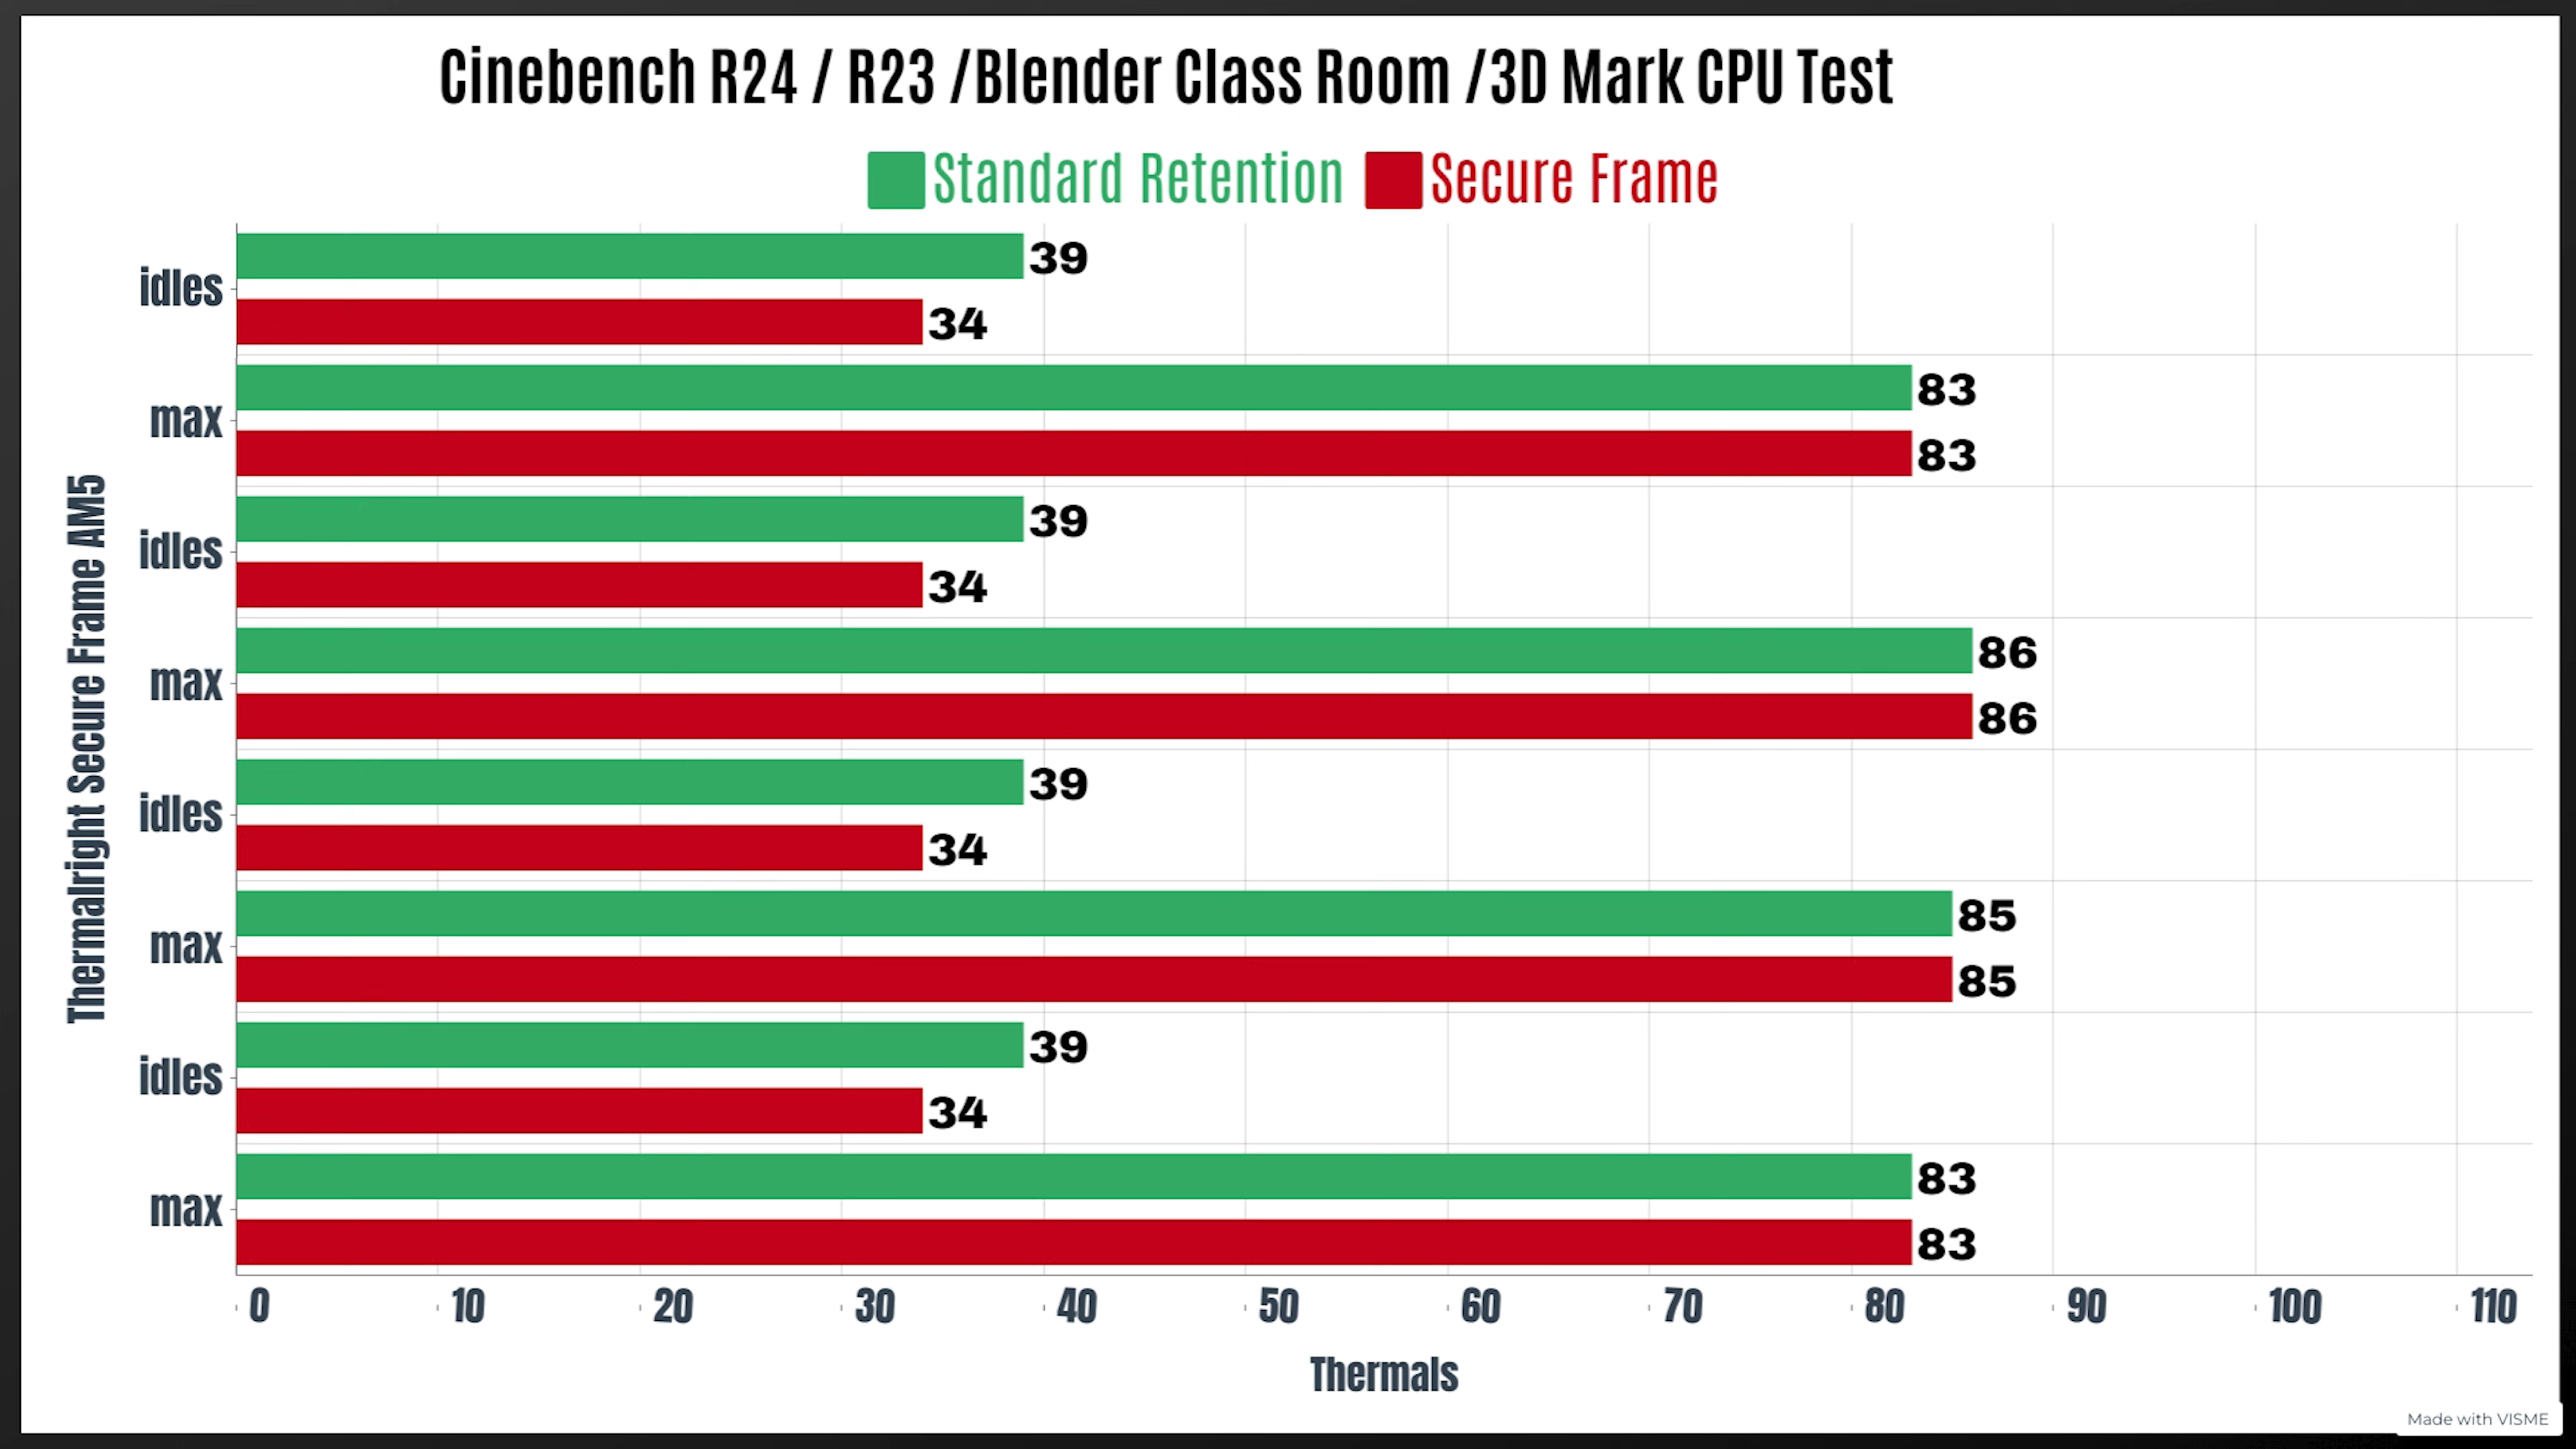 Cinebench R24 / R23 /Blender Class Room /3D Mark CPU Test
Standard Retention Secure Frame
Thermalright Secure Frame AM5
idles
39
34
max
83
83
idles
39
34
max
86
86
idles
39
34
max
85
85
idles
39
34
max
83
83
0 10 20 30 40 50 60 70 80 90 100 110
Thermals
Made with VISME